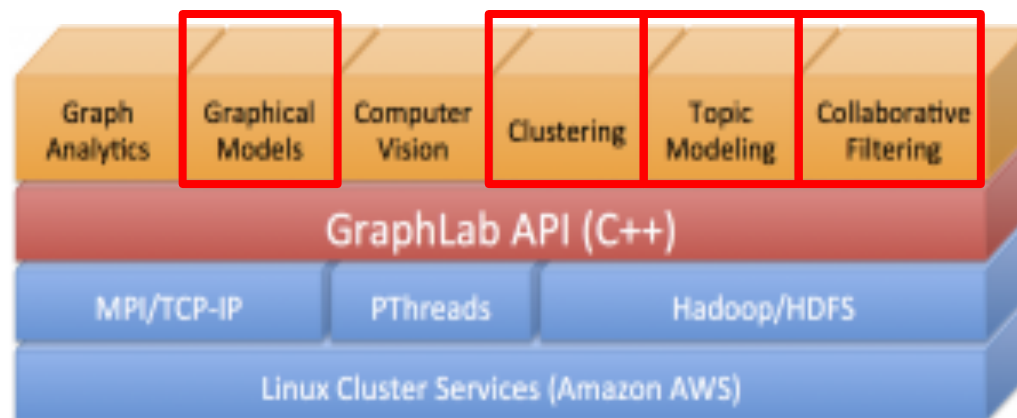 Graph Analytics
Graphical Models
Computer Vision
Clustering
Topic Modeling
Collaborative Filtering
GraphLab API (C++)
MPI/TCP-IP
PThreads
Hadoop/HDFS
Linux Cluster Services (Amazon AWS)